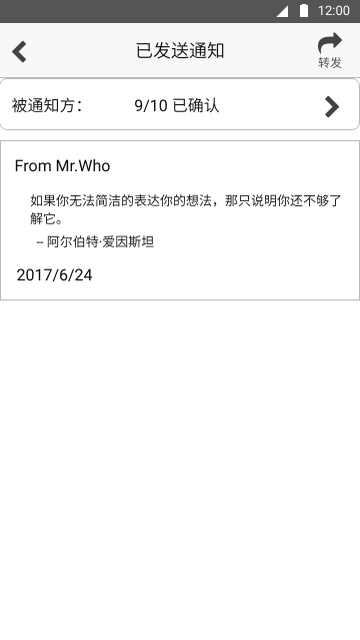 12:00
已发送通知
转发
被通知方： 9/10 已确认
From Mr.Who
如果你无法简洁的表达你的想法，那只说明你还不够了
解它。
-- 阿尔伯特·爱因斯坦
2017/6/24